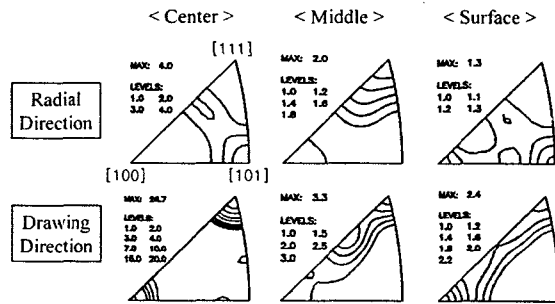 < Center > < Middle > < Surface >
[111]
MAX: 4.0
LEVELS:
1.0 2.0
3.0 4.0
MAX: 2.0
LEVELS:
1.0 1.2
1.4 1.6
1.8
MAX: 1.3
LEVELS:
1.0 1.1
1.2 1.3
Radial
Direction
[100] [101]
MAX: 26.7
LEVELS:
1.0 2.0
3.0 4.0
7.0 10.0
15.0 20.0
MAX: 3.3
LEVELS:
1.0 1.5
2.0 2.5
3.0
MAX: 2.4
LEVELS:
1.0 1.2
1.4 1.6
1.8 2.0
2.2
Drawing
Direction